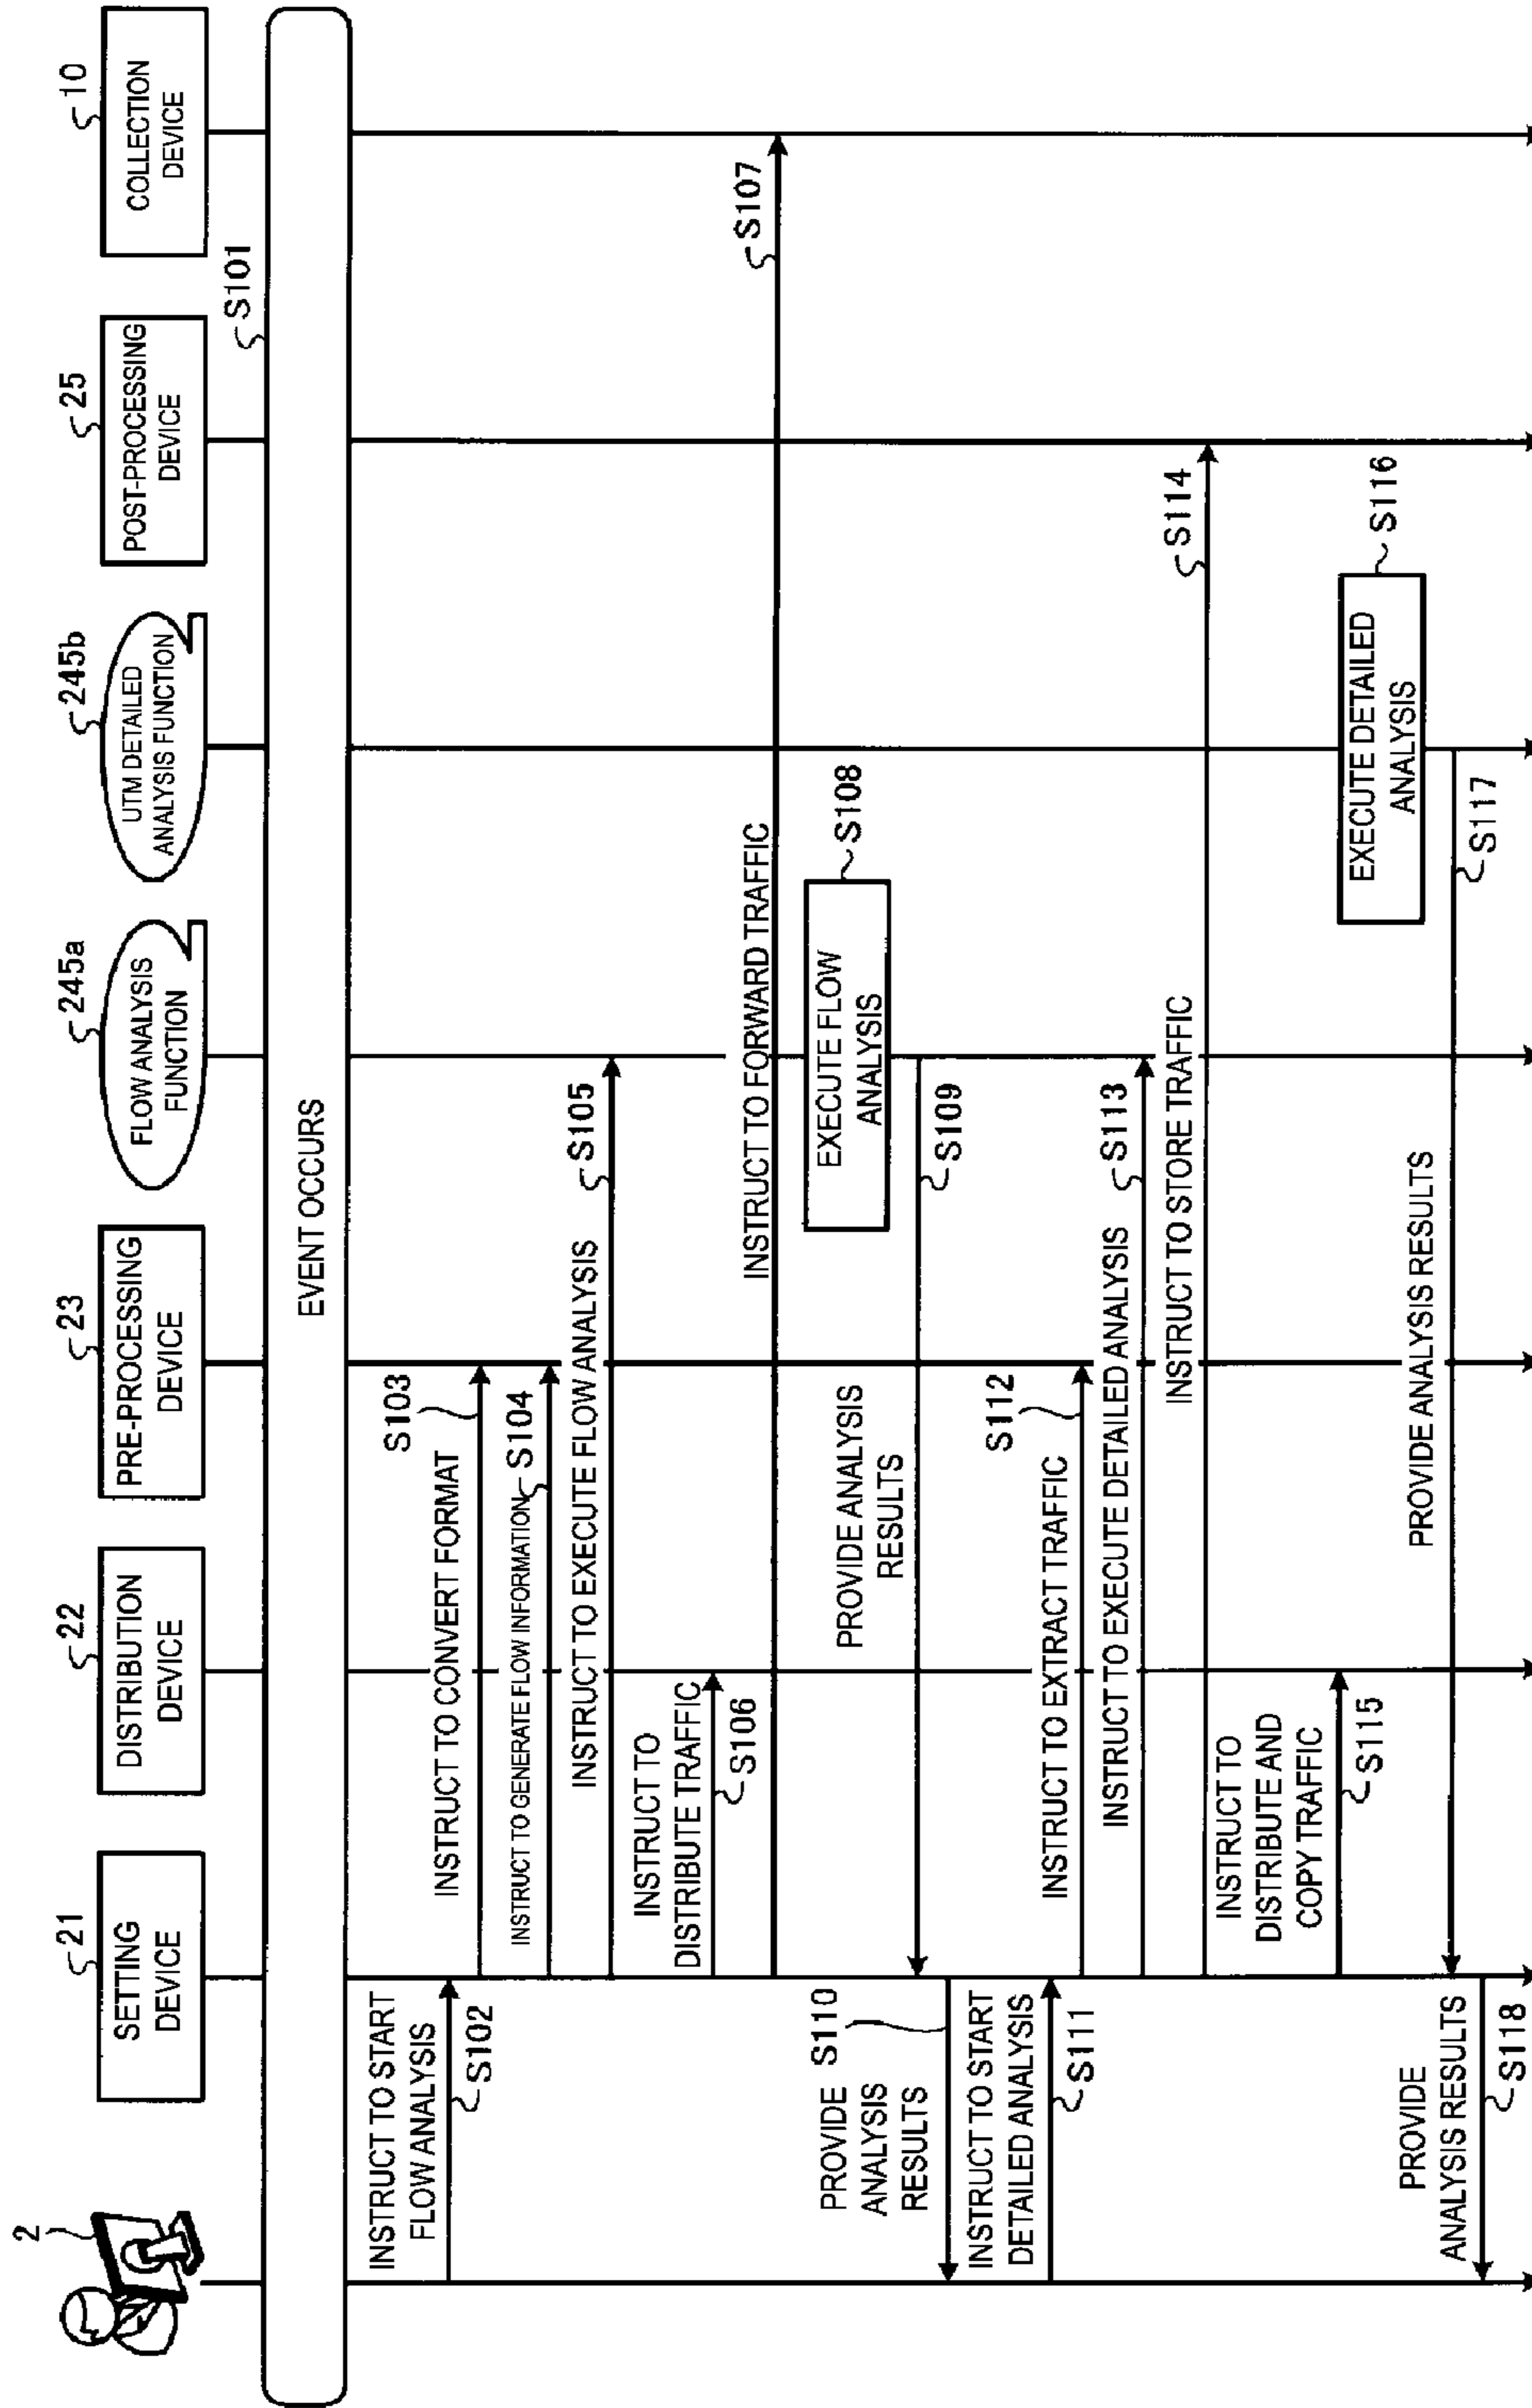 2
21
SETTING
DEVICE
22
DISTRIBUTION
DEVICE
23
PRE-PROCESSING
DEVICE
245a
FLOW ANALYSIS
FUNCTION
245b
UTM DETAILED
ANALYSIS FUNCTION
25
POST-PROCESSING
DEVICE
10
COLLECTION
DEVICE
S101
EVENT OCCURS
INSTRUCT TO START
FLOW ANALYSIS
S102
INSTRUCT TO CONVERT FORMAT
S103
INSTRUCT TO GENERATE FLOW INFORMATION
S104
INSTRUCT TO EXECUTE FLOW ANALYSIS
S105
INSTRUCT TO
DISTRIBUTE TRAFFIC
S106
INSTRUCT TO FORWARD TRAFFIC
S107
EXECUTE FLOW
ANALYSIS
S108
PROVIDE ANALYSIS
RESULTS
S109
PROVIDE
ANALYSIS
RESULTS
S110
INSTRUCT TO START
DETAILED ANALYSIS
S111
INSTRUCT TO EXTRACT TRAFFIC
S112
INSTRUCT TO EXECUTE DETAILED ANALYSIS
S113
INSTRUCT TO STORE TRAFFIC
S114
INSTRUCT TO
DISTRIBUTE AND
COPY TRAFFIC
S115
EXECUTE DETAILED
ANALYSIS
S116
PROVIDE ANALYSIS RESULTS
S117
PROVIDE
ANALYSIS RESULTS
S118